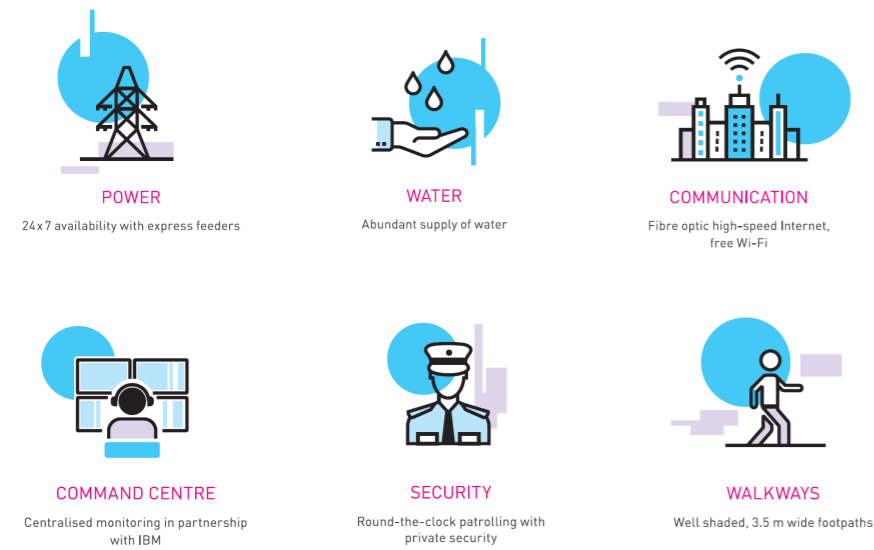 POWER
24x7 availability with express feeders
WATER
Abundant supply of water
COMMUNICATION
Fibre optic high-speed Internet,
free Wi-Fi
COMMAND CENTRE
Centralised monitoring in partnership
with IBM
SECURITY
Round-the-clock patrolling with
private security
WALKWAYS
Well shaded, 3.5 m wide footpaths